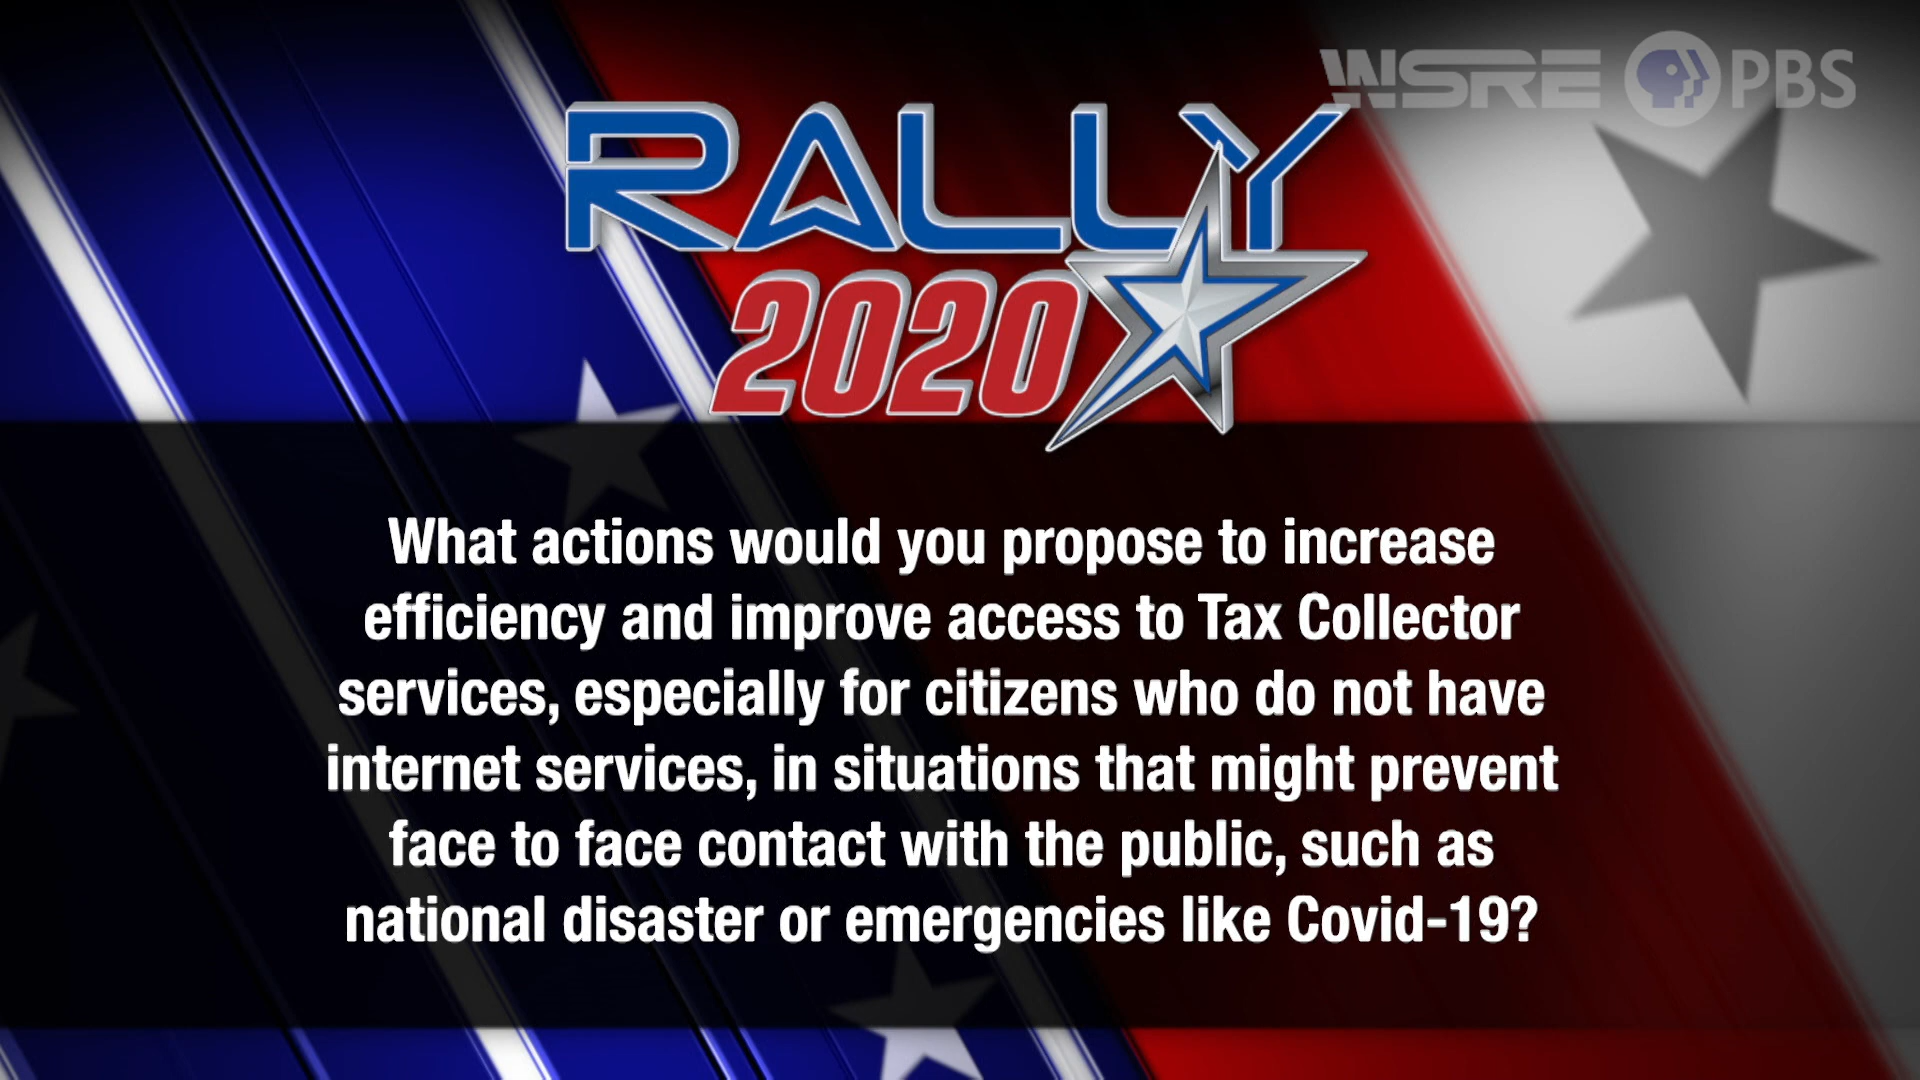 WSRE PBS
RALLY
2020
What actions would you propose to increase
efficiency and improve access to Tax Collector
services, especially for citizens who do not have
internet services, in situations that might prevent
face to face contact with the public, such as
national disaster or emergencies like Covid-19?